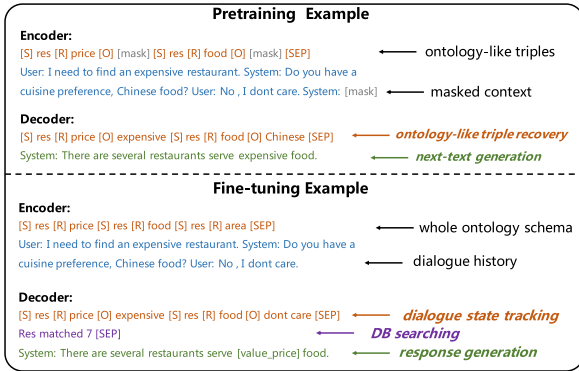 Pretraining Example
Encoder:
[S] res [R] price [O] [mask] [S] res [R] food [O] [mask] [SEP]
ontology-like triples
User: I need to find an expensive restaurant. System: Do you have a
cuisine preference, Chinese food? User: No , I dont care. System: [mask]
masked context
Decoder:
[S] res [R] price [O] expensive [S] res [R] food [O] Chinese [SEP]
ontology-like triple recovery
System: There are several restaurants serve expensive food.
next-text generation
Fine-tuning Example
Encoder:
[S] res [R] price [S] res [R] food [S] res [R] area [SEP]
whole ontology schema
User: I need to find an expensive restaurant. System: Do you have a
cuisine preference, Chinese food? User: No , I dont care.
dialogue history
Decoder:
[S] res [R] price [O] expensive [S] res [R] food [O] dont care [SEP]
dialogue state tracking
Res matched 7 [SEP]
DB searching
System: There are several restaurants serve [value_price] food.
response generation